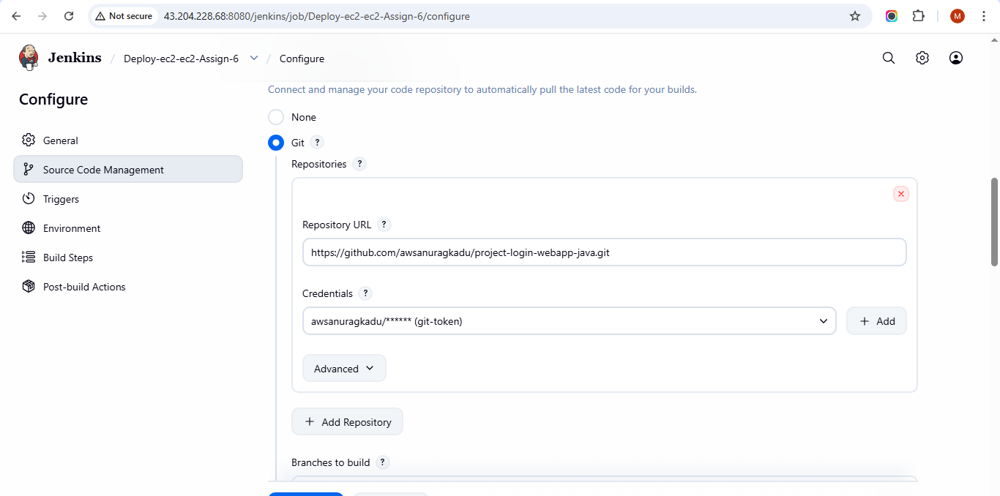 Not secure 43.204.228.68:8080/jenkins/job/Deploy-ec2-ec2-Assign-6/configure M
Jenkins / Deploy-ec2-ec2-Assign-6 / Configure
Configure
General
Source Code Management
Triggers
Environment
Build Steps
Post-build Actions
Connect and manage your code repository to automatically pull the latest code for your builds.
None
Git ?
Repositories ?
Repository URL ?
https://github.com/awsanuragkadu/project-login-webapp-java.git
Credentials ?
awsanuragkadu/****** (git-token)
+ Add
Advanced
+ Add Repository
Branches to build ?